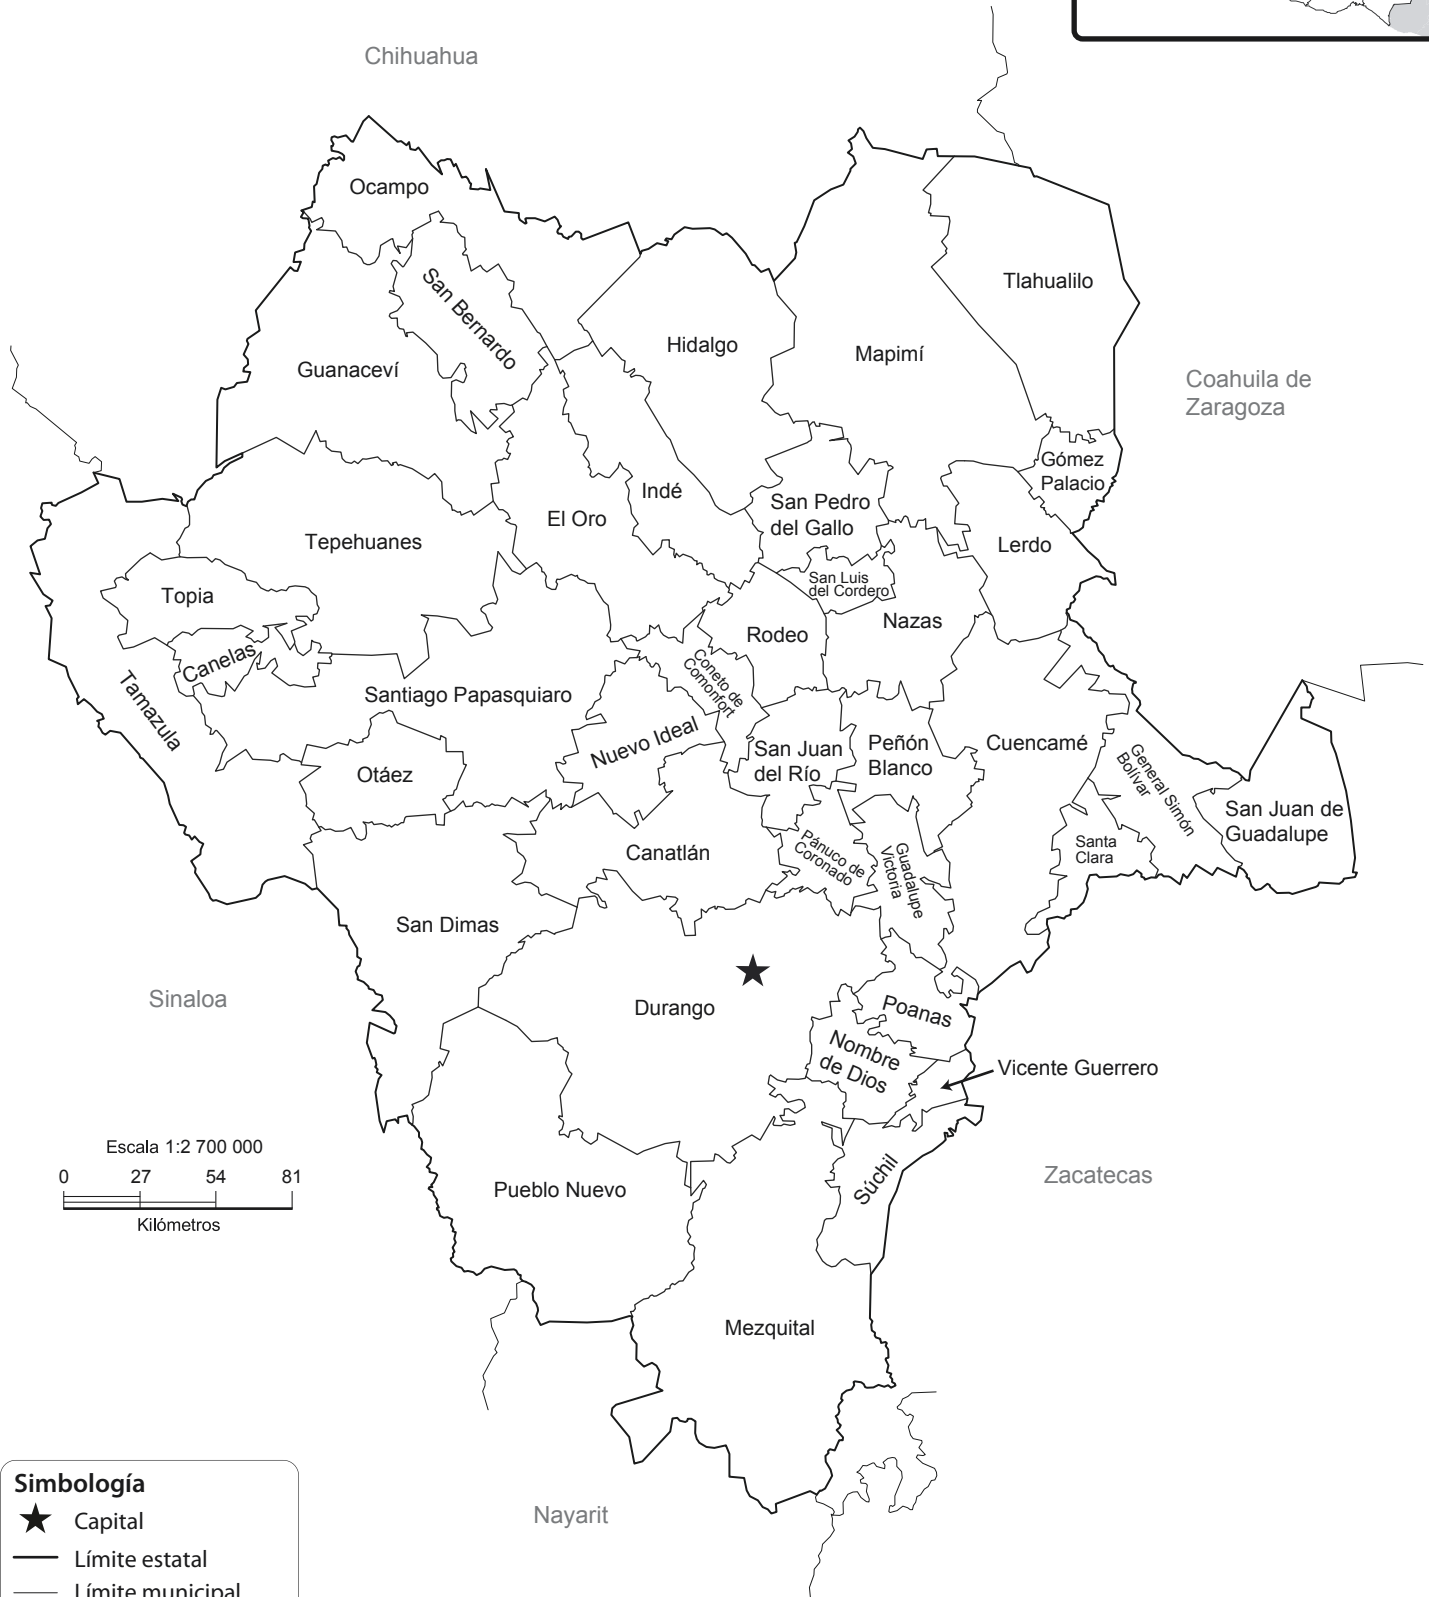 Chihuahua
Ocampo
San Bernardo
Tlahualilo
Hidalgo
Mapimí
Guanaceví
Coahuila de
Zaragoza
Gómez
Palacio
Indé
San Pedro
del Gallo
El Oro
Tepehuanes
Lerdo
San Luis
del Cordero
Topia
Nazas
Rodeo
Canelas
Coneto de
Comonfort
Santiago Papasquiaro
Tamazula
Nuevo Ideal
San Juan
del Río
Peñón
Blanco
Cuencamé
General Simón
Bolívar
Otáez
San Juan de
Guadalupe
Santa
Clara
Canatlán
Pánuco de
Coronado
Guadalupe
Victoria
San Dimas
Sinaloa
Durango
Poanas
Nombre
de Dios
Vicente Guerrero
Escala 1:2 700 000
0 27 54 81
Kilómetros
Zacatecas
Súchil
Pueblo Nuevo
Mezquital
Nayarit
Simbología
Capital
Límite estatal
Límite municipal